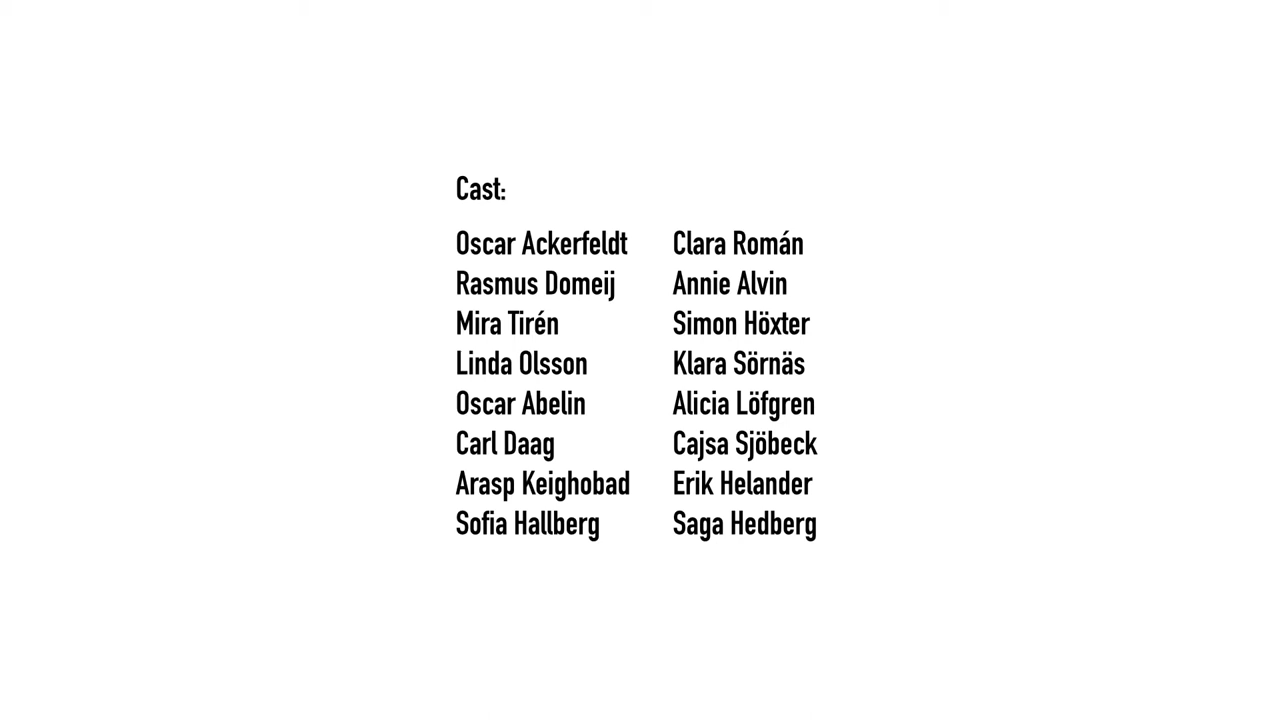 Cast:
Oscar Ackerfeldt
Rasmus Domeij
Mira Tirén
Linda Olsson
Oscar Abelin
Carl Daag
Arasp Keighobad
Sofia Hallberg
Clara Román
Annie Alvin
Simon Höxter
Klara Sörnäs
Alicia Löfgren
Cajsa Sjöbeck
Erik Helander
Saga Hedberg